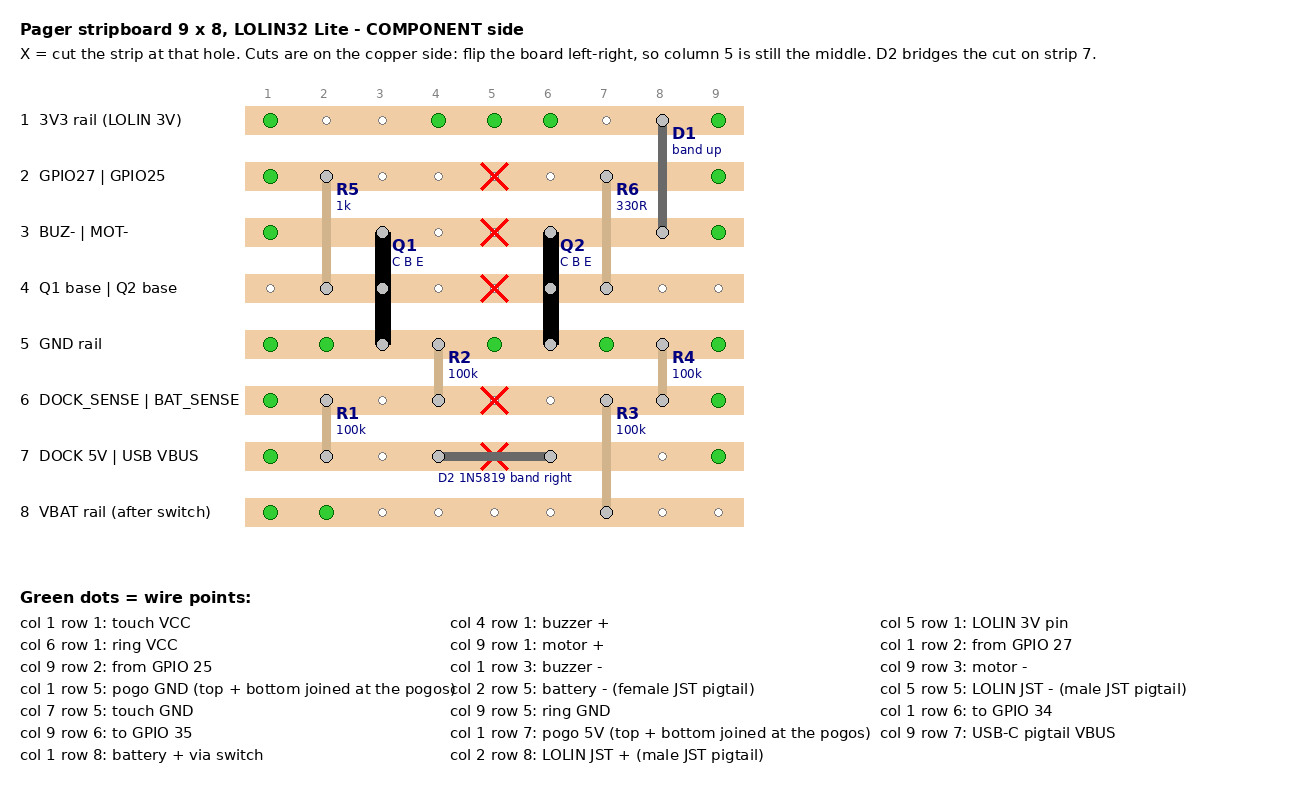 Pager stripboard 9 x 8, LOLIN32 Lite - COMPONENT side
X = cut the strip at that hole. Cuts are on the copper side: flip the board left-right, so column 5 is still the middle. D2 bridges the cut on strip 7.
1 2 3 4 5 6 7 8 9
1 3V3 rail (LOLIN 3V)
D1
band up
2 GPIO27 | GPIO25
R5
1k
R6
330R
3 BUZ- | MOT-
Q1
C B E
Q2
C B E
4 Q1 base | Q2 base
5 GND rail
R2
100k
R4
100k
6 DOCK_SENSE | BAT_SENSE
R1
100k
R3
100k
7 DOCK 5V | USB VBUS
D2 1N5819 band right
8 VBAT rail (after switch)
Green dots = wire points:
col 1 row 1: touch VCC
col 4 row 1: buzzer +
col 5 row 1: LOLIN 3V pin
col 6 row 1: ring VCC
col 9 row 1: motor +
col 1 row 2: from GPIO 27
col 9 row 2: from GPIO 25
col 1 row 3: buzzer -
col 9 row 3: motor -
col 1 row 5: pogo GND (top + bottom joined at the pogos)
col 2 row 5: battery - (female JST pigtail)
col 5 row 5: LOLIN JST - (male JST pigtail)
col 7 row 5: touch GND
col 9 row 5: ring GND
col 1 row 6: to GPIO 34
col 9 row 6: to GPIO 35
col 1 row 7: pogo 5V (top + bottom joined at the pogos)
col 9 row 7: USB-C pigtail VBUS
col 1 row 8: battery + via switch
col 2 row 8: LOLIN JST + (male JST pigtail)